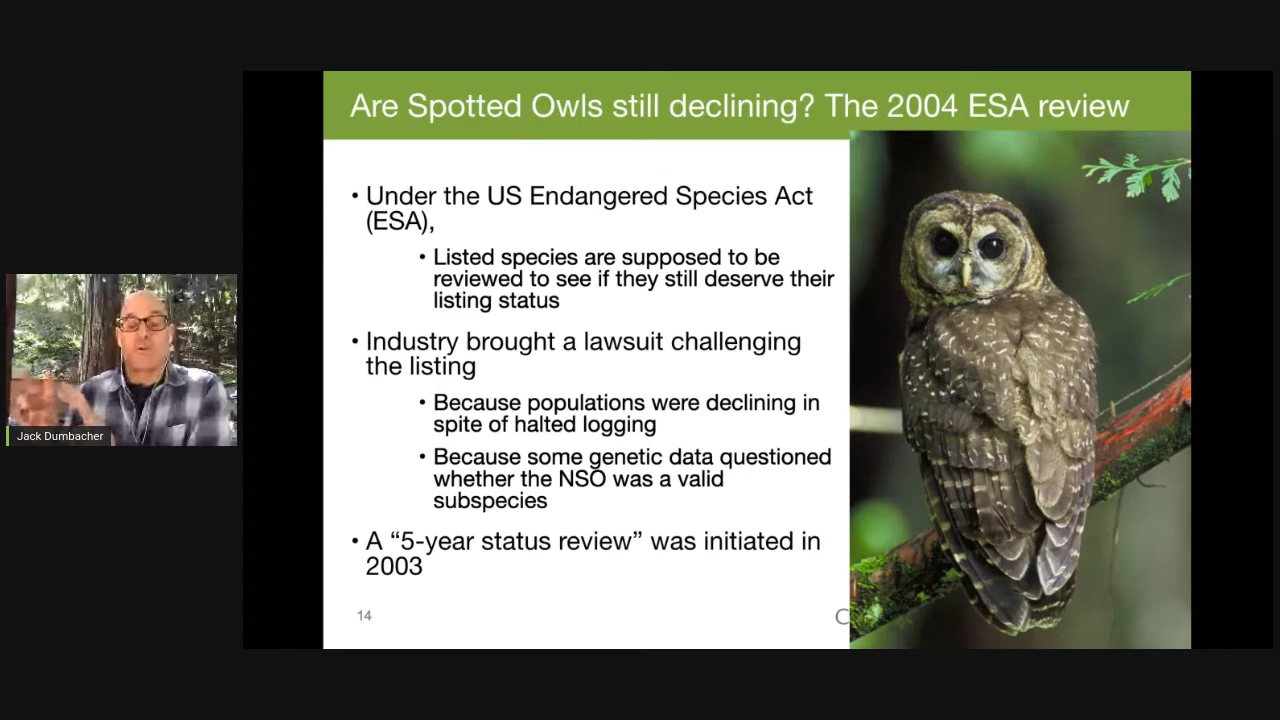 Are Spotted Owls still declining? The 2004 ESA review
• Under the US Endangered Species Act
(ESA),
• Listed species are supposed to be
reviewed to see if they still deserve their
listing status
• Industry brought a lawsuit challenging
the listing
• Because populations were declining in
spite of halted logging
• Because some genetic data questioned
whether the NSO was a valid
subspecies
• A “5-year status review” was initiated in
2003
14
C
Jack Dumbacher